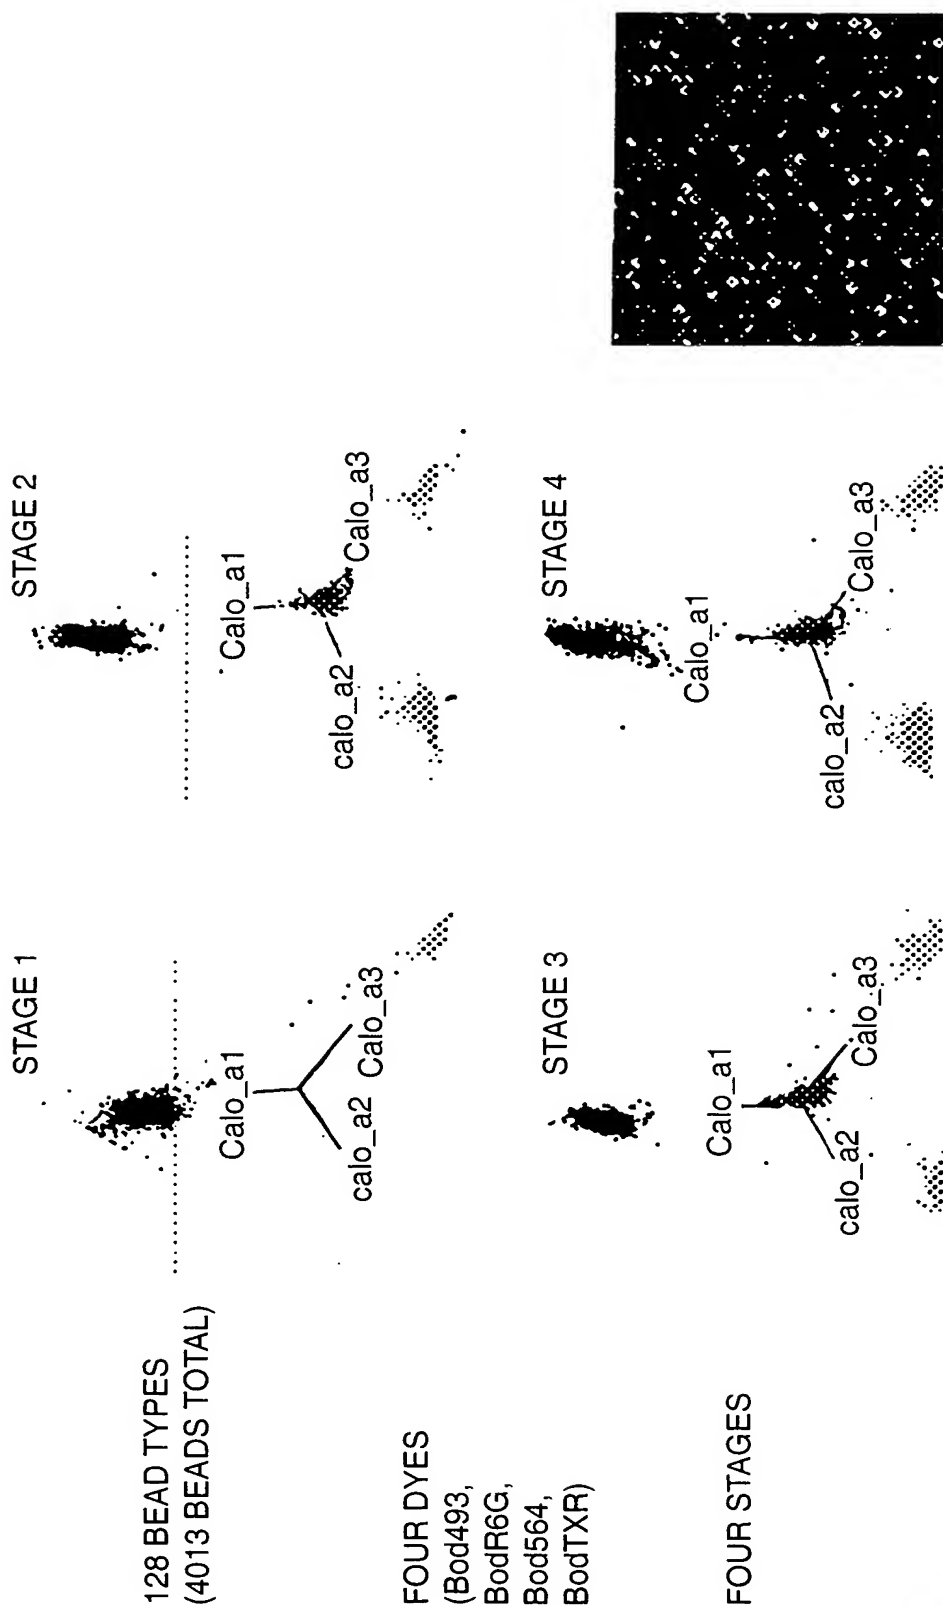 128 BEAD TYPES
(4013 BEADS TOTAL)
FOUR DYES
(Bod493,
BodR6G,
Bod564,
BodTXR)
FOUR STAGES
STAGE 1
Calo_a1
calo_a2
Calo_a3
STAGE 2
Calo_a1
calo_a2
Calo_a3
STAGE 3
Calo_a1
calo_a2
Calo_a3
STAGE 4
Calo_a1
calo_a2
Calo_a3